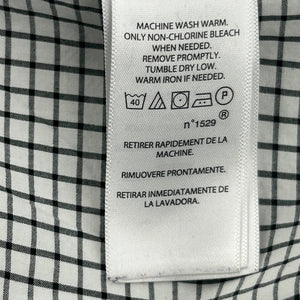 MACHINE WASH WARM.
ONLY NON-CHLORINE BLEACH
WHEN NEEDED.
REMOVE PROMPTLY.
TUMBLE DRY LOW.
WARM IRON IF NEEDED.
40 P
®
n°1529
RETIRER RAPIDEMENT DE LA
MACHINE.
RIMUOVERE PRONTAMENTE.
RETIRAR INMEDIATAMENTE DE
LA LAVADORA.